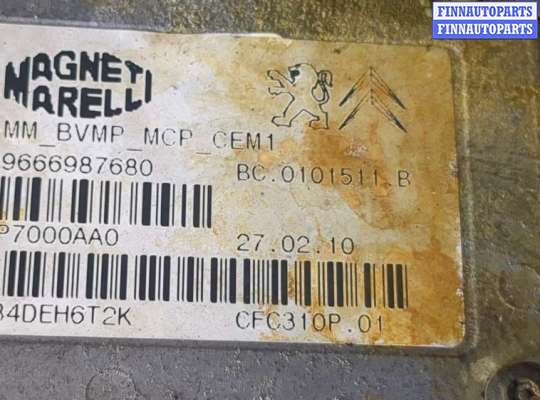 FINNAUTOPARTS
FINNAUTOPARTS
MAGNETI
MARELLI
MM_BVMP_MCP_CEM1
9666987680 BC.0101511.B
P7000AA0 27.02.10
34DEH6T2K CFC310P.01